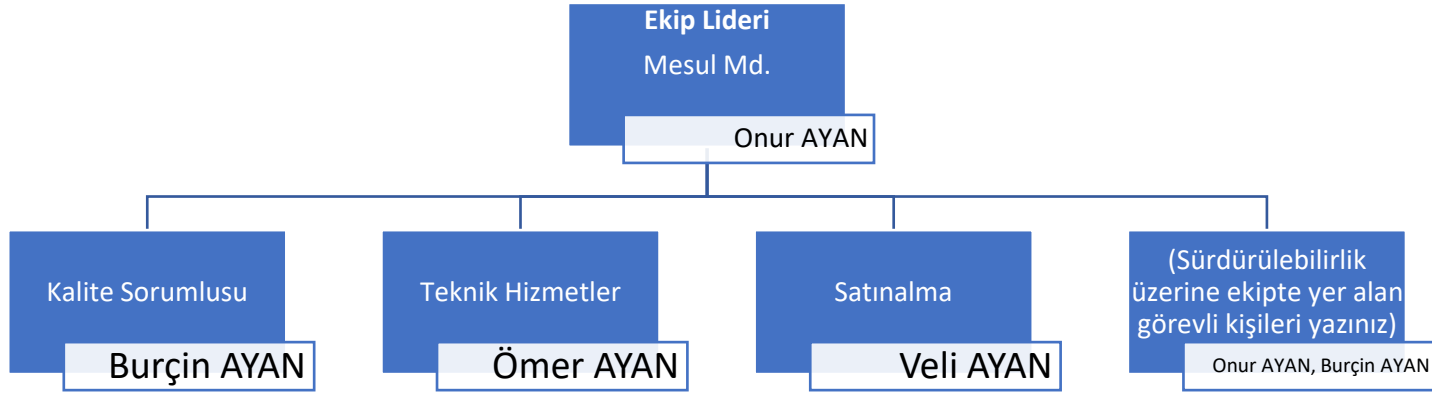 Ekip Lideri
Mesul Md.
Onur AYAN
Kalite Sorumlusu
Burçin AYAN
Teknik Hizmetler
Ömer AYAN
Satınalma
Veli AYAN
(Sürdürülebilirlik
üzerine ekipte yer alan
görevli kişileri yazınız)
Onur AYAN, Burçin AYAN